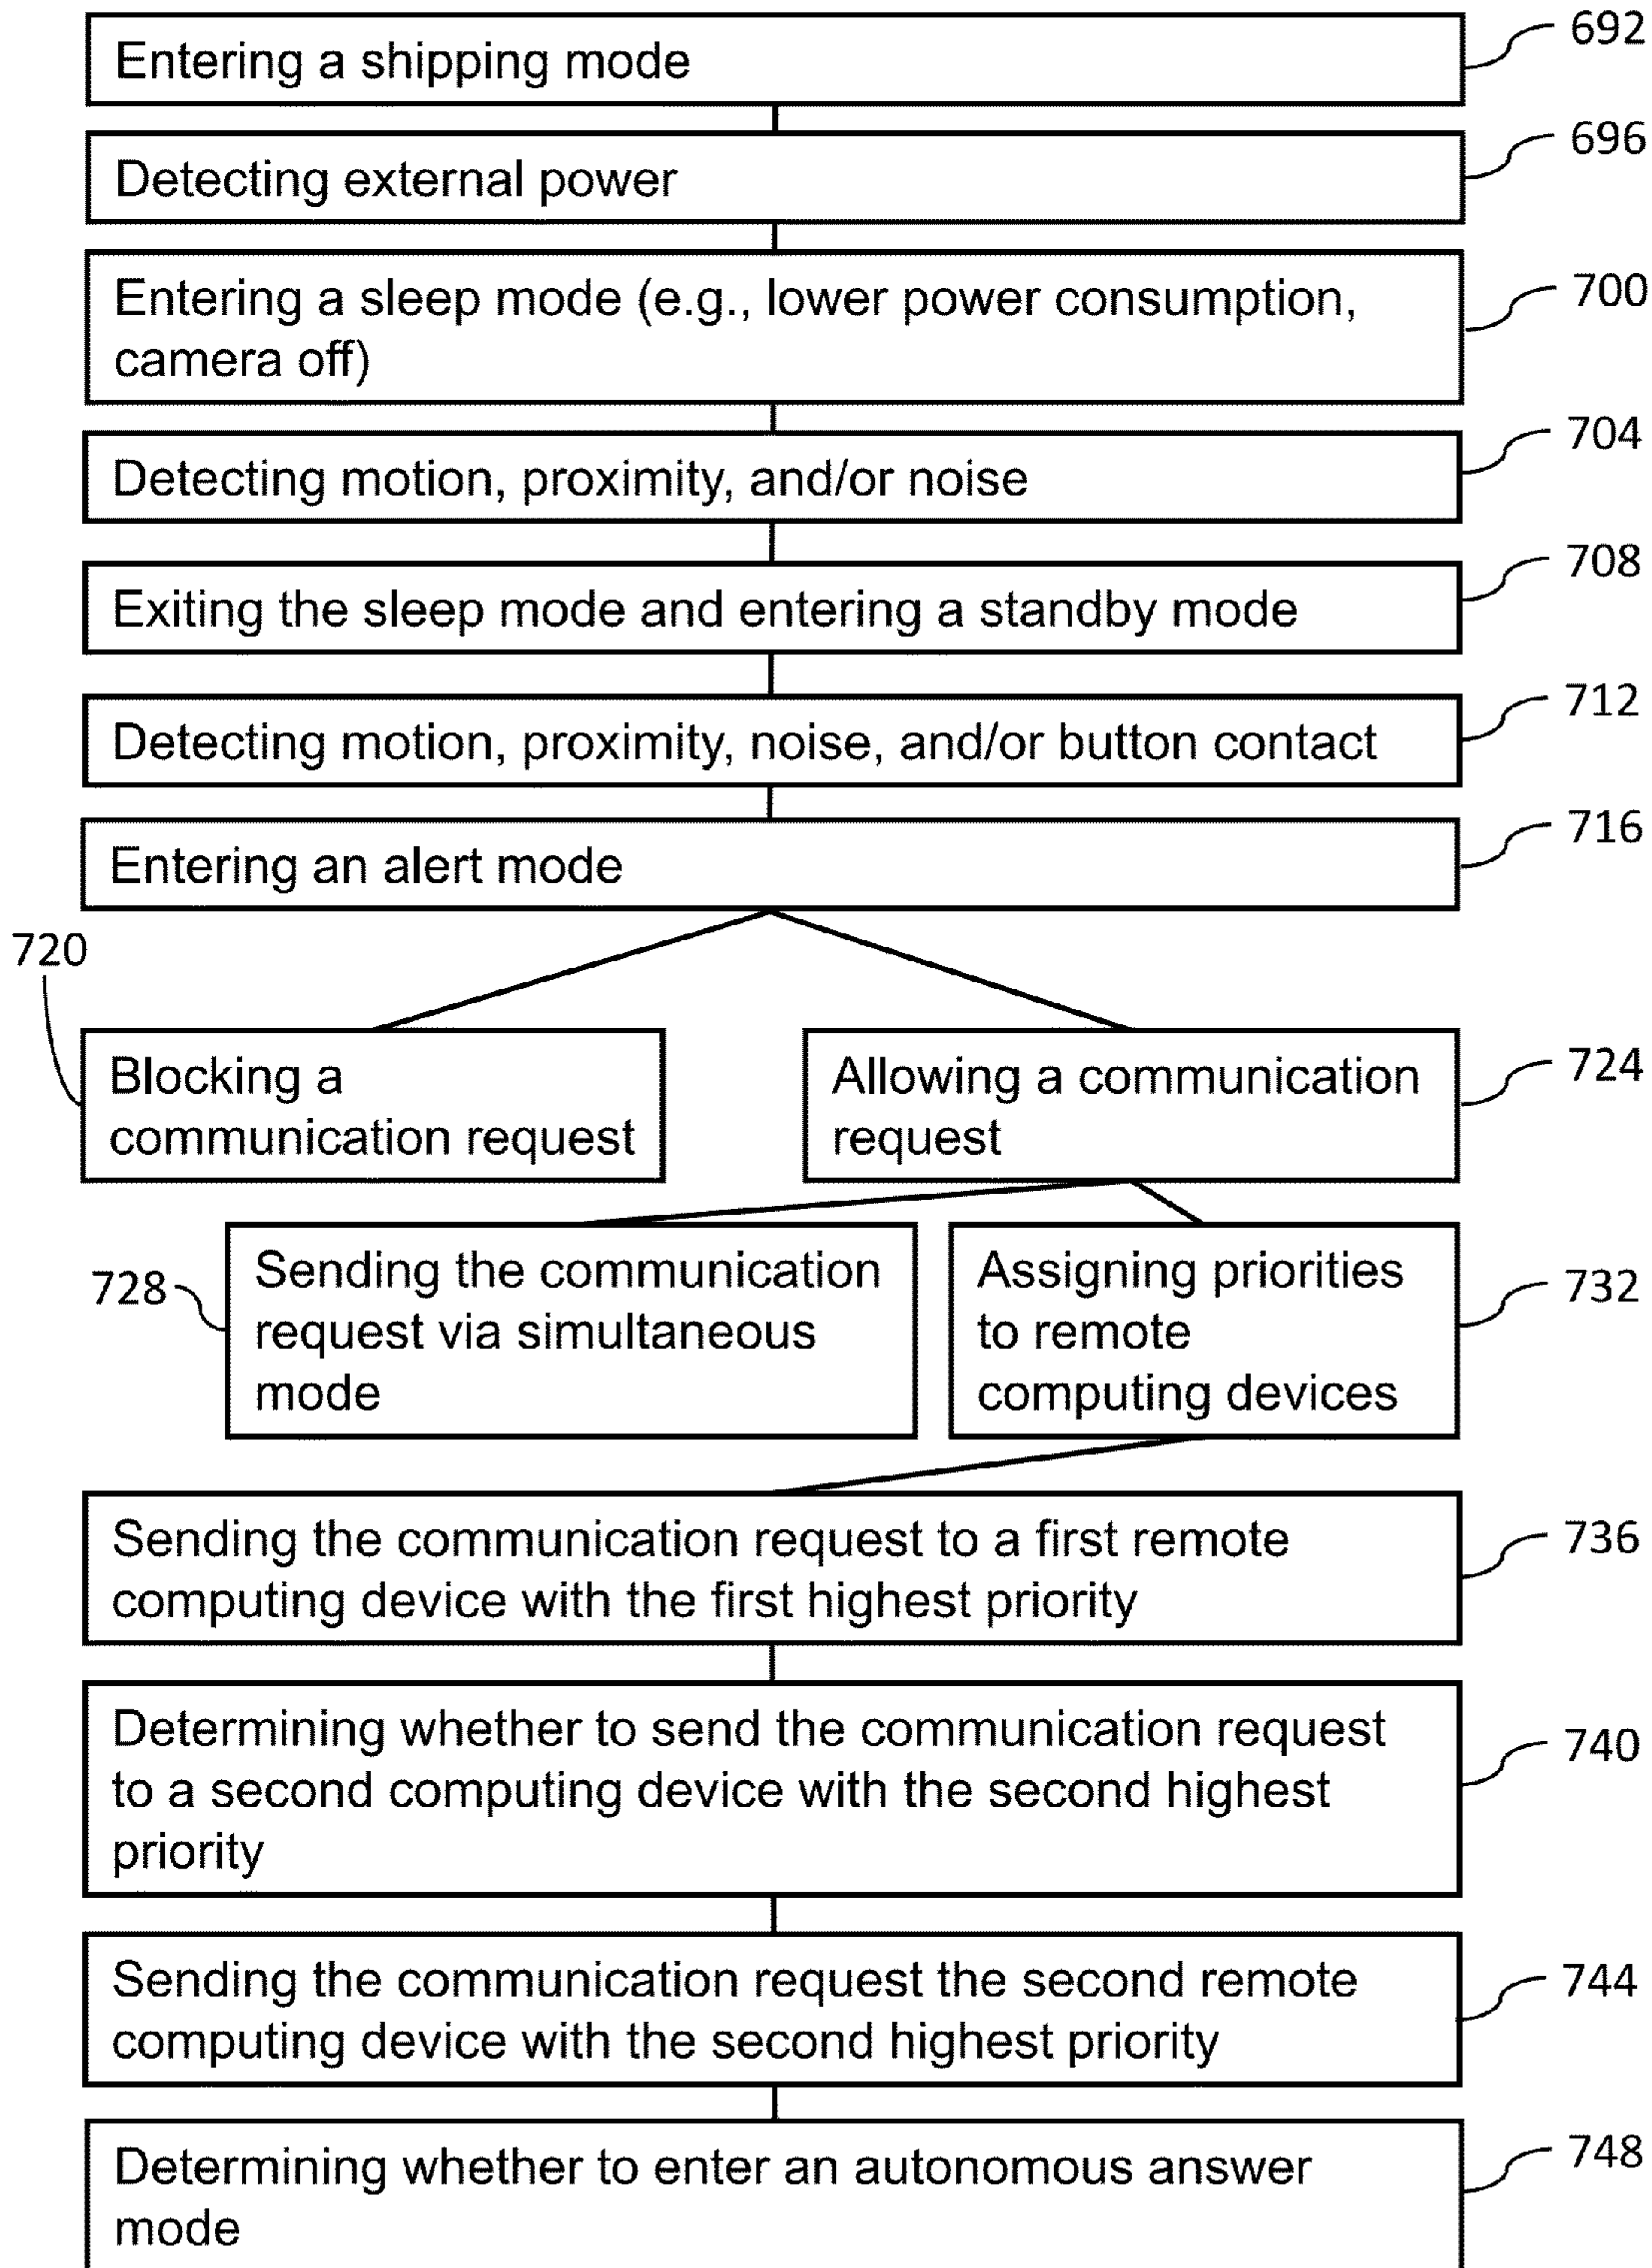 Entering a shipping mode
692
Detecting external power
696
Entering a sleep mode (e.g., lower power consumption,
camera off)
700
Detecting motion, proximity, and/or noise
704
Exiting the sleep mode and entering a standby mode
708
Detecting motion, proximity, noise, and/or button contact
712
Entering an alert mode
716
720
Blocking a
communication request
Allowing a communication
request
724
728
Sending the communication
request via simultaneous
mode
Assigning priorities
to remote
computing devices
732
Sending the communication request to a first remote
computing device with the first highest priority
736
Determining whether to send the communication request
to a second computing device with the second highest
priority
740
Sending the communication request the second remote
computing device with the second highest priority
744
Determining whether to enter an autonomous answer
mode
748